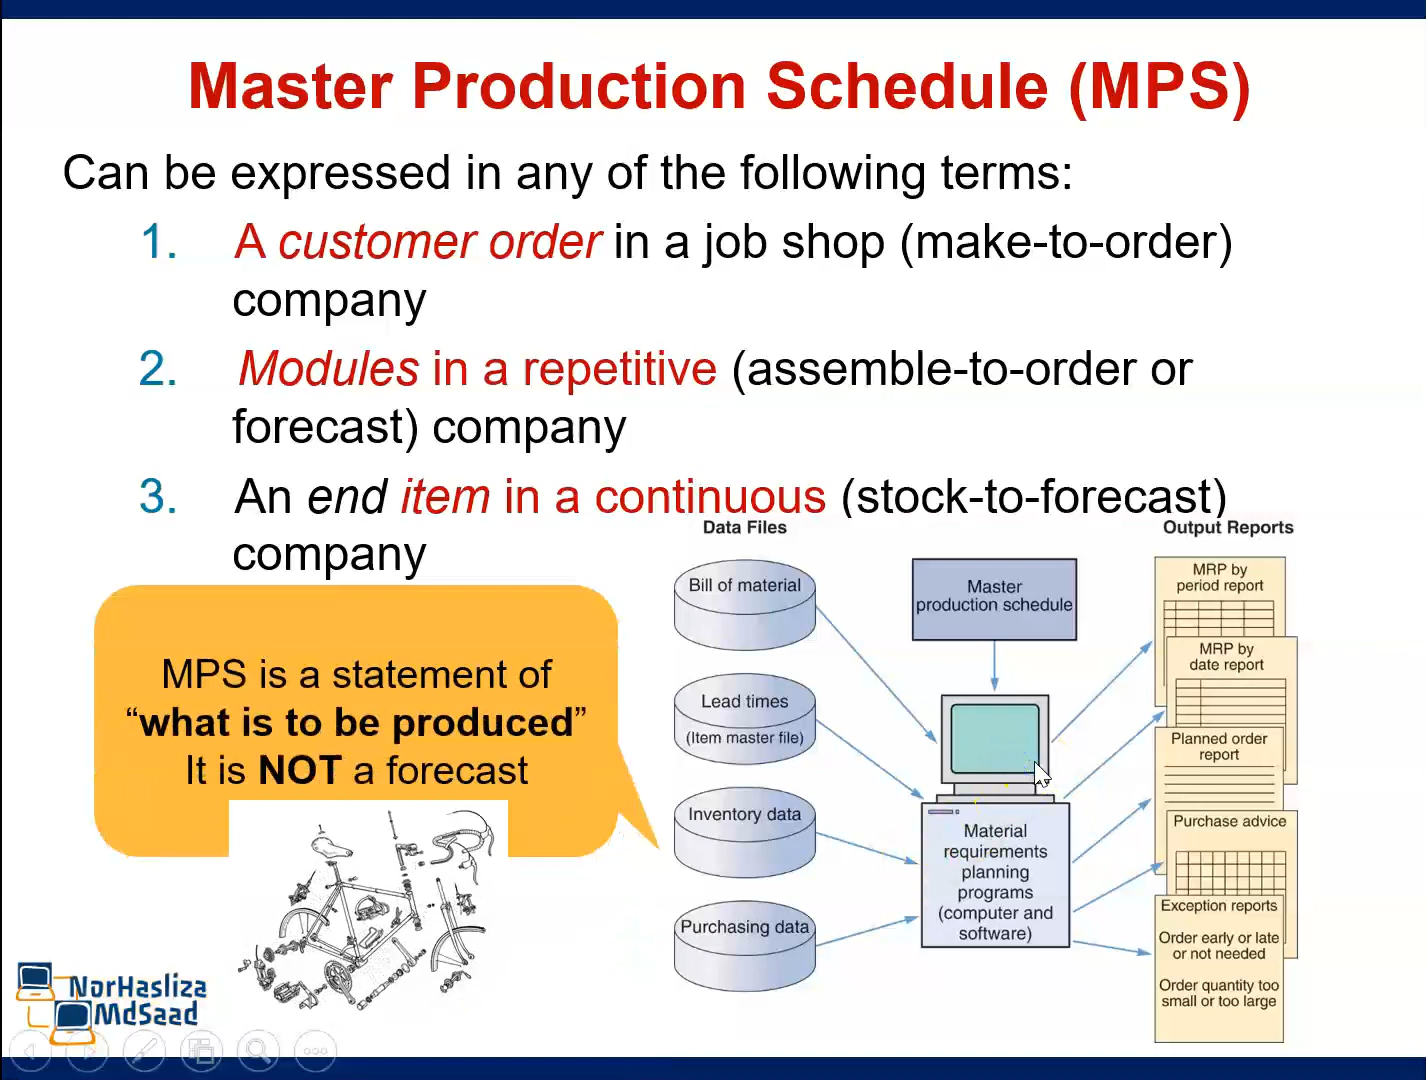 Master Production Schedule (MPS)
Can be expressed in any of the following terms:
1. A customer order in a job shop (make-to-order)
company
2. Modules in a repetitive (assemble-to-order or
forecast) company
3. An end item in a continuous (stock-to-forecast)
company
MPS is a statement of
“what is to be produced”
It is NOT a forecast
Data Files
Bill of material
Lead times
(Item master file)
Inventory data
Purchasing data
Master
production schedule
Material
requirements
planning
programs
(computer and
software)
Output Reports
MRP by
period report
MRP by
date report
Planned order
report
Purchase advice
Exception reports
Order early or late
or not needed
Order quantity too
small or too large
NorHasliza
MdSaad